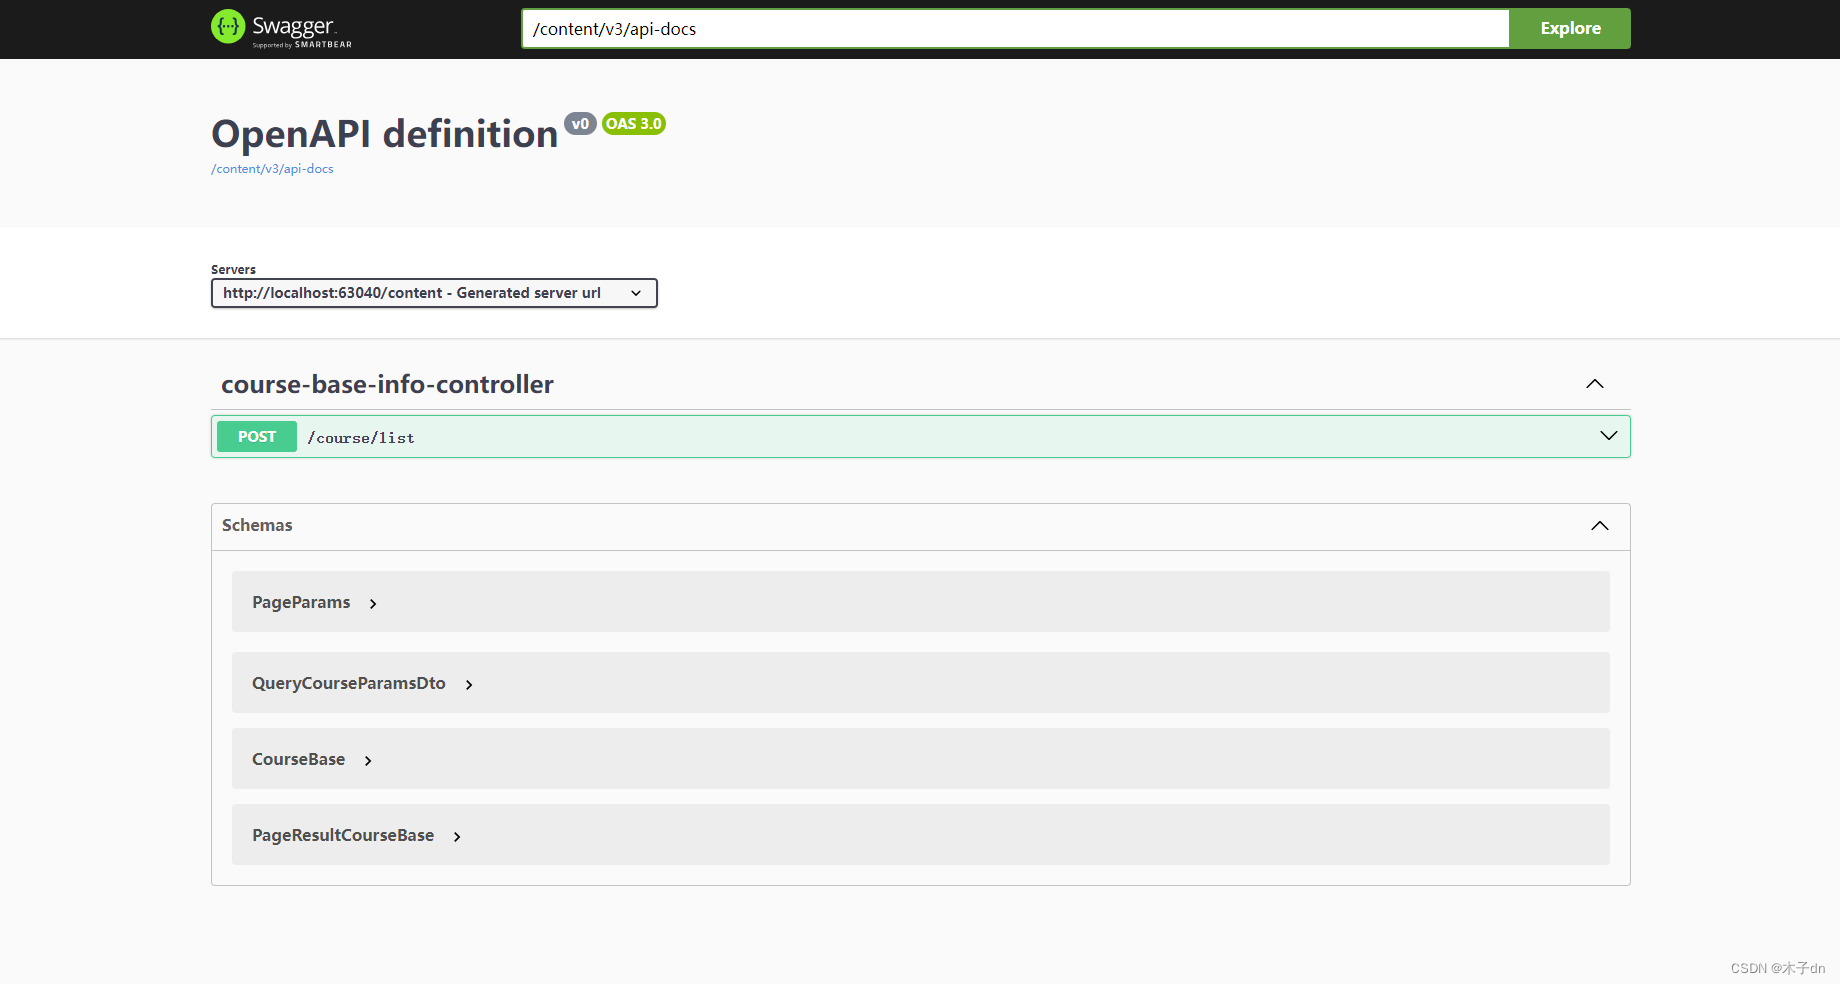 Swagger
Supported by SMARTBEAR
/content/v3/api-docs
Explore
OpenAPI definition v0 OAS 3.0
/content/v3/api-docs
Servers
http://localhost:63040/content - Generated server url
course-base-info-controller
POST /course/list
Schemas
PageParams
QueryCourseParamsDto
CourseBase
PageResultCourseBase
CSDN @木子dn